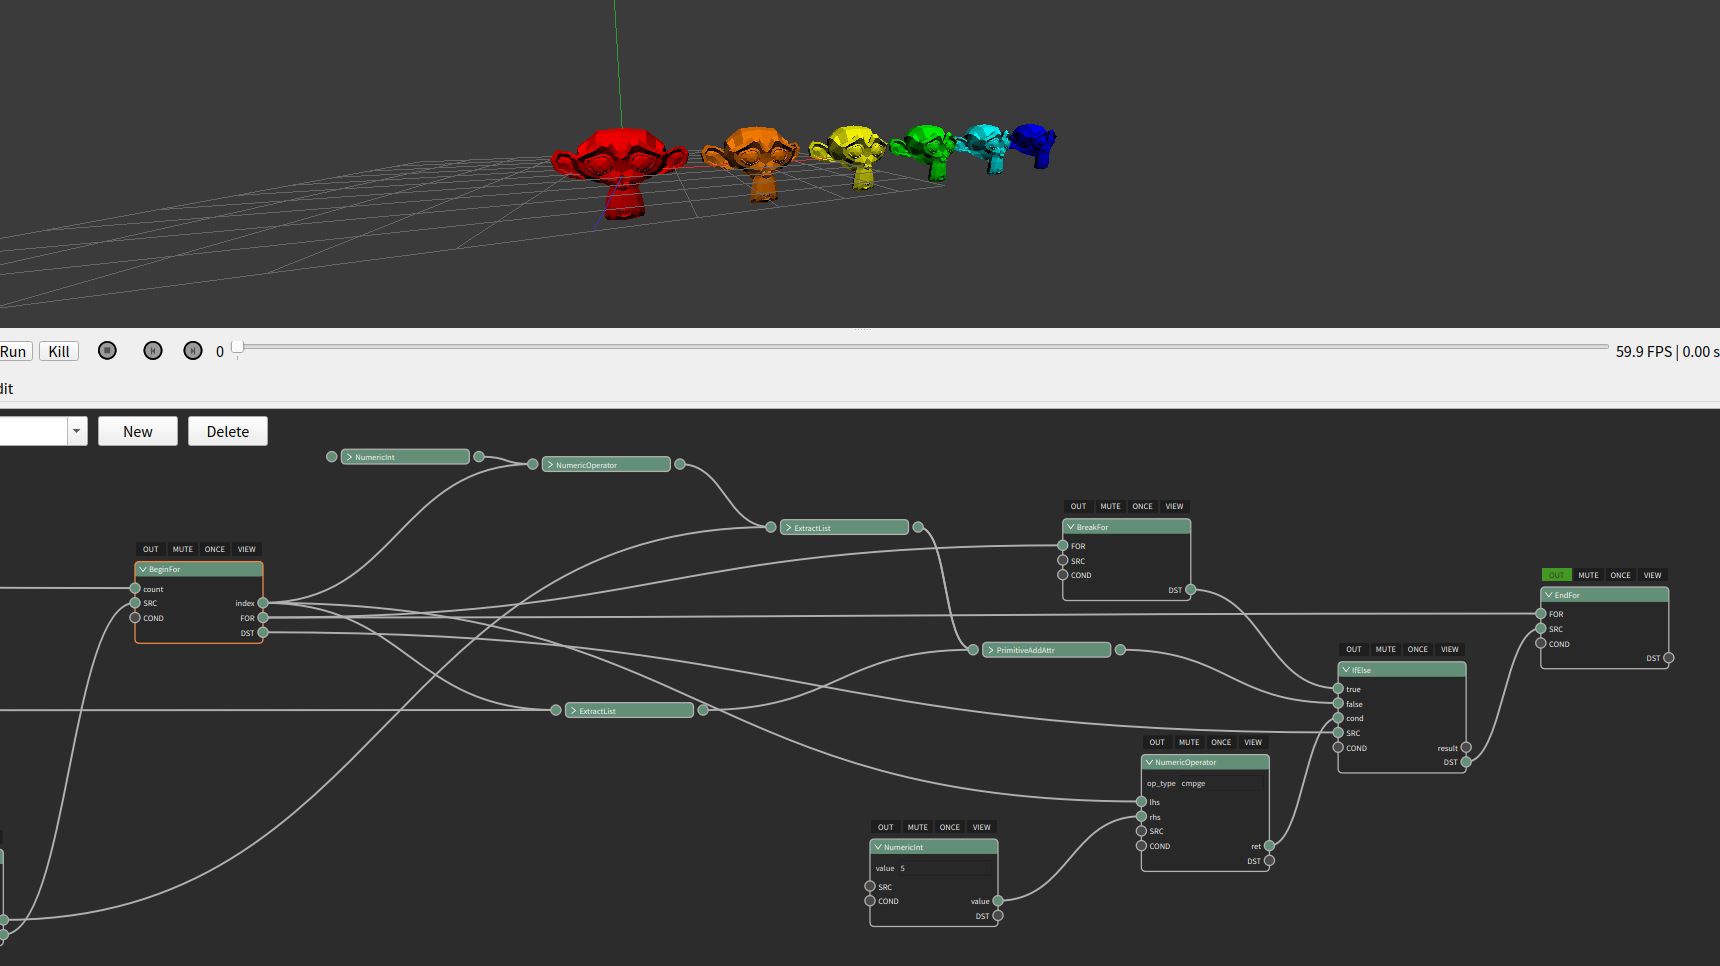 Run Kill 0 59.9 FPS | 0.00 s
dit
New Delete
NumericInt
NumericOperator
ExtractList
OUT MUTE ONCE VIEW
BreakFor
FOR
SRC
COND
DST
OUT MUTE ONCE VIEW
BeginFor
count
SRC index
COND FOR
DST
OUT MUTE ONCE VIEW
EndFor
FOR
SRC
COND
DST
PrimitiveAddAttr
OUT MUTE ONCE VIEW
IfElse
true
false
cond
SRC
COND result
DST
ExtractList
OUT MUTE ONCE VIEW
NumericOperator
op_type cmpge
lhs
rhs
SRC
COND ret
DST
OUT MUTE ONCE VIEW
NumericInt
value 5
SRC
COND value
DST